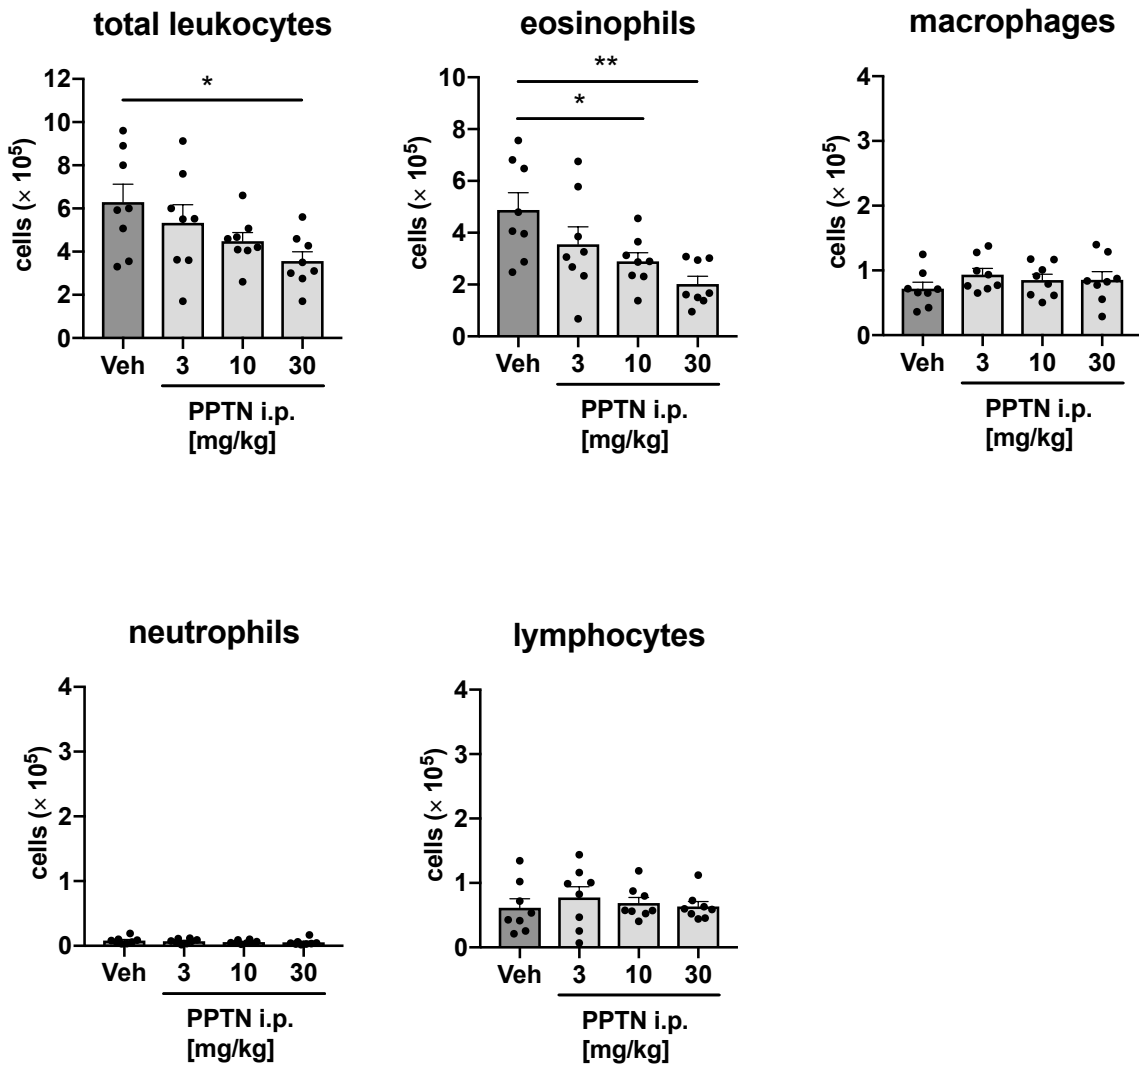 total leukocytes
cells (× 10⁵)
12
10
8
6
4
2
0
*
Veh 3 10 30
PPTN i.p.
[mg/kg]
eosinophils
cells (× 10⁵)
10
8
6
4
2
0
**
*
Veh 3 10 30
PPTN i.p.
[mg/kg]
macrophages
cells (× 10⁵)
4
3
2
1
0
Veh 3 10 30
PPTN i.p.
[mg/kg]
neutrophils
cells (× 10⁵)
4
3
2
1
0
Veh 3 10 30
PPTN i.p.
[mg/kg]
lymphocytes
cells (× 10⁵)
4
3
2
1
0
Veh 3 10 30
PPTN i.p.
[mg/kg]